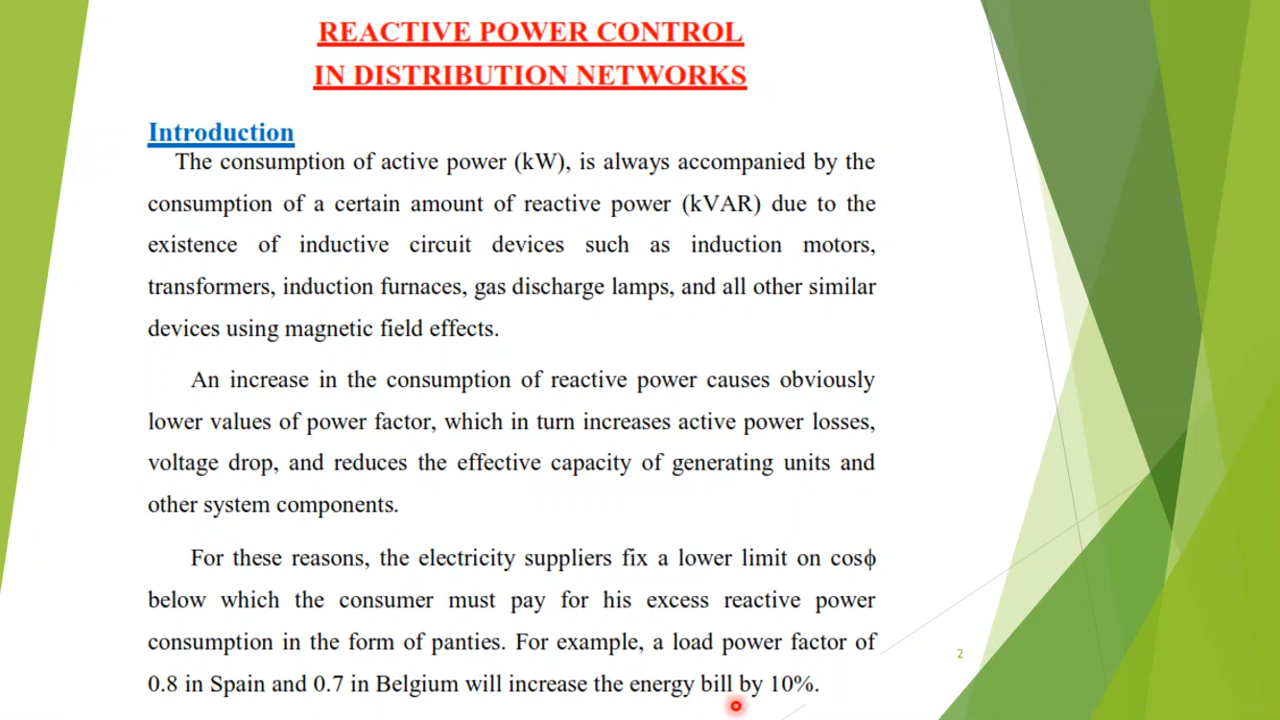 REACTIVE POWER CONTROL
IN DISTRIBUTION NETWORKS
Introduction
The consumption of active power (kW), is always accompanied by the
consumption of a certain amount of reactive power (kVAR) due to the
existence of inductive circuit devices such as induction motors,
transformers, induction furnaces, gas discharge lamps, and all other similar
devices using magnetic field effects.
An increase in the consumption of reactive power causes obviously
lower values of power factor, which in turn increases active power losses,
voltage drop, and reduces the effective capacity of generating units and
other system components.
For these reasons, the electricity suppliers fix a lower limit on cosϕ
below which the consumer must pay for his excess reactive power
consumption in the form of panties. For example, a load power factor of
0.8 in Spain and 0.7 in Belgium will increase the energy bill by 10%.
2